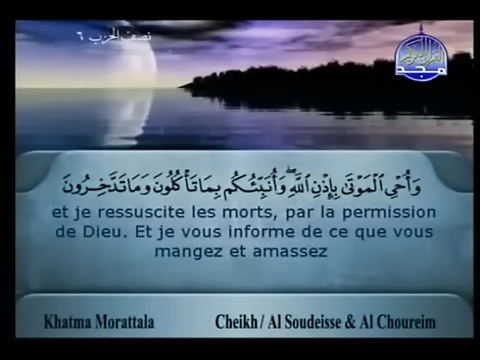 نصف الحزب ٦
مجد
وَأُحْيِ الْمَوْتَىٰ بِإِذْنِ اللَّهِ ۖ وَأُنَبِّئُكُم بِمَا تَأْكُلُونَ وَمَا تَدَّخِرُونَ
et je ressuscite les morts, par la permission
de Dieu. Et je vous informe de ce que vous
mangez et amassez
Khatma Morattala
Cheikh / Al Soudeisse & Al Choureim